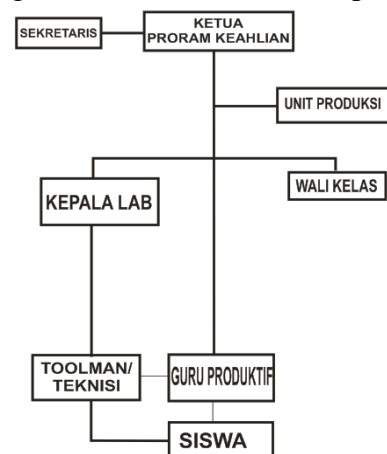 KETUA
PRORAM KEAHLIAN
SEKRETARIS
UNIT PRODUKSI
KEPALA LAB
WALI KELAS
TOOLMAN/
TEKNISI
GURU PRODUKTIF
SISWA